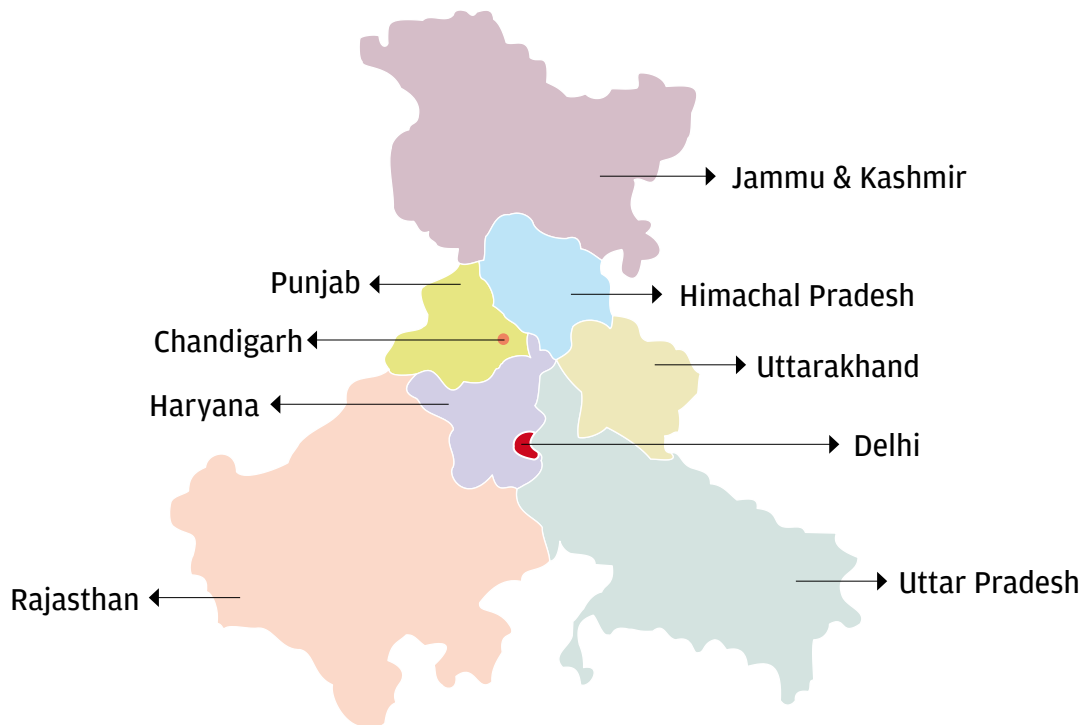 Jammu & Kashmir
Punjab
Himachal Pradesh
Chandigarh
Uttarakhand
Haryana
Delhi
Uttar Pradesh
Rajasthan